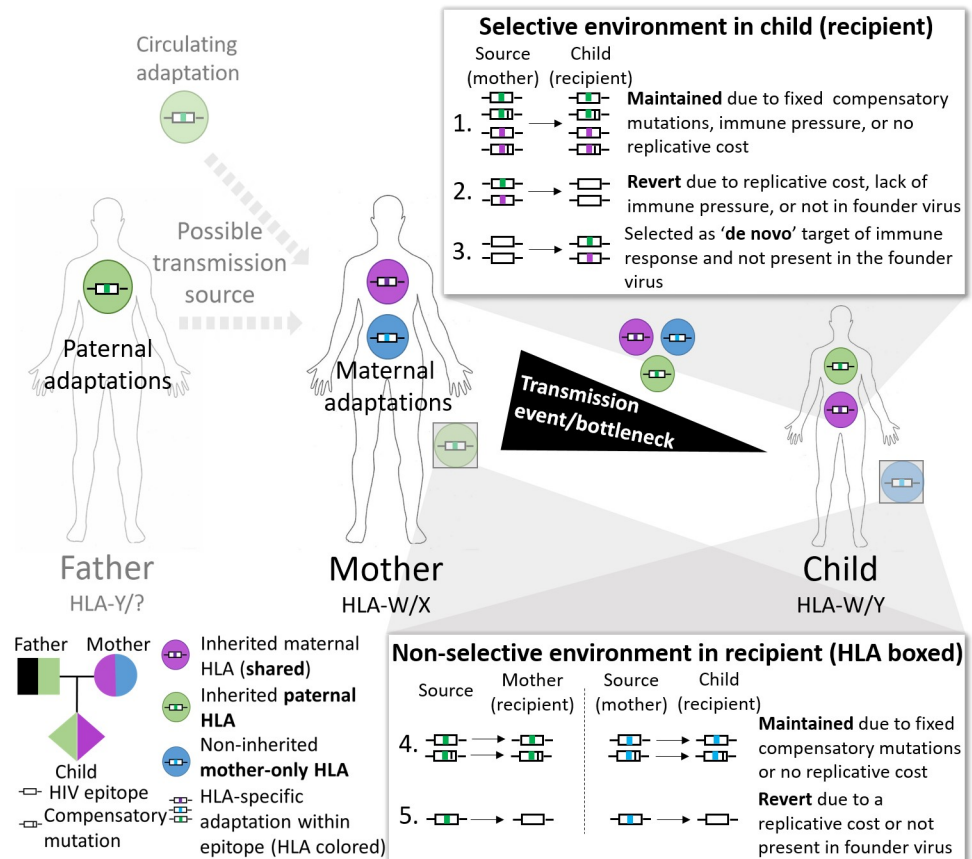 Circulating
adaptation
Possible
transmission
source
Paternal
adaptations
Maternal
adaptations
Father
HLA-Y/?
Mother
HLA-W/X
Child
HLA-W/Y
Transmission
event/bottleneck
Selective environment in child (recipient)
Source
(mother)
Child
(recipient)
1.
Maintained due to fixed compensatory
mutations, immune pressure, or no
replicative cost
2.
Revert due to replicative cost, lack of
immune pressure, or not in founder virus
3.
Selected as ‘de novo’ target of immune
response and not present in the founder
virus
Father
Mother
Child
HIV epitope
Compensatory
mutation
Inherited maternal
HLA (shared)
Inherited paternal
HLA
Non-inherited
mother-only HLA
HLA-specific
adaptation within
epitope (HLA colored)
Non-selective environment in recipient (HLA boxed)
Source
Mother
(recipient)
Source
(mother)
Child
(recipient)
4.
Maintained due to fixed
compensatory mutations
or no replicative cost
5.
Revert due to a
replicative cost or not
present in founder virus